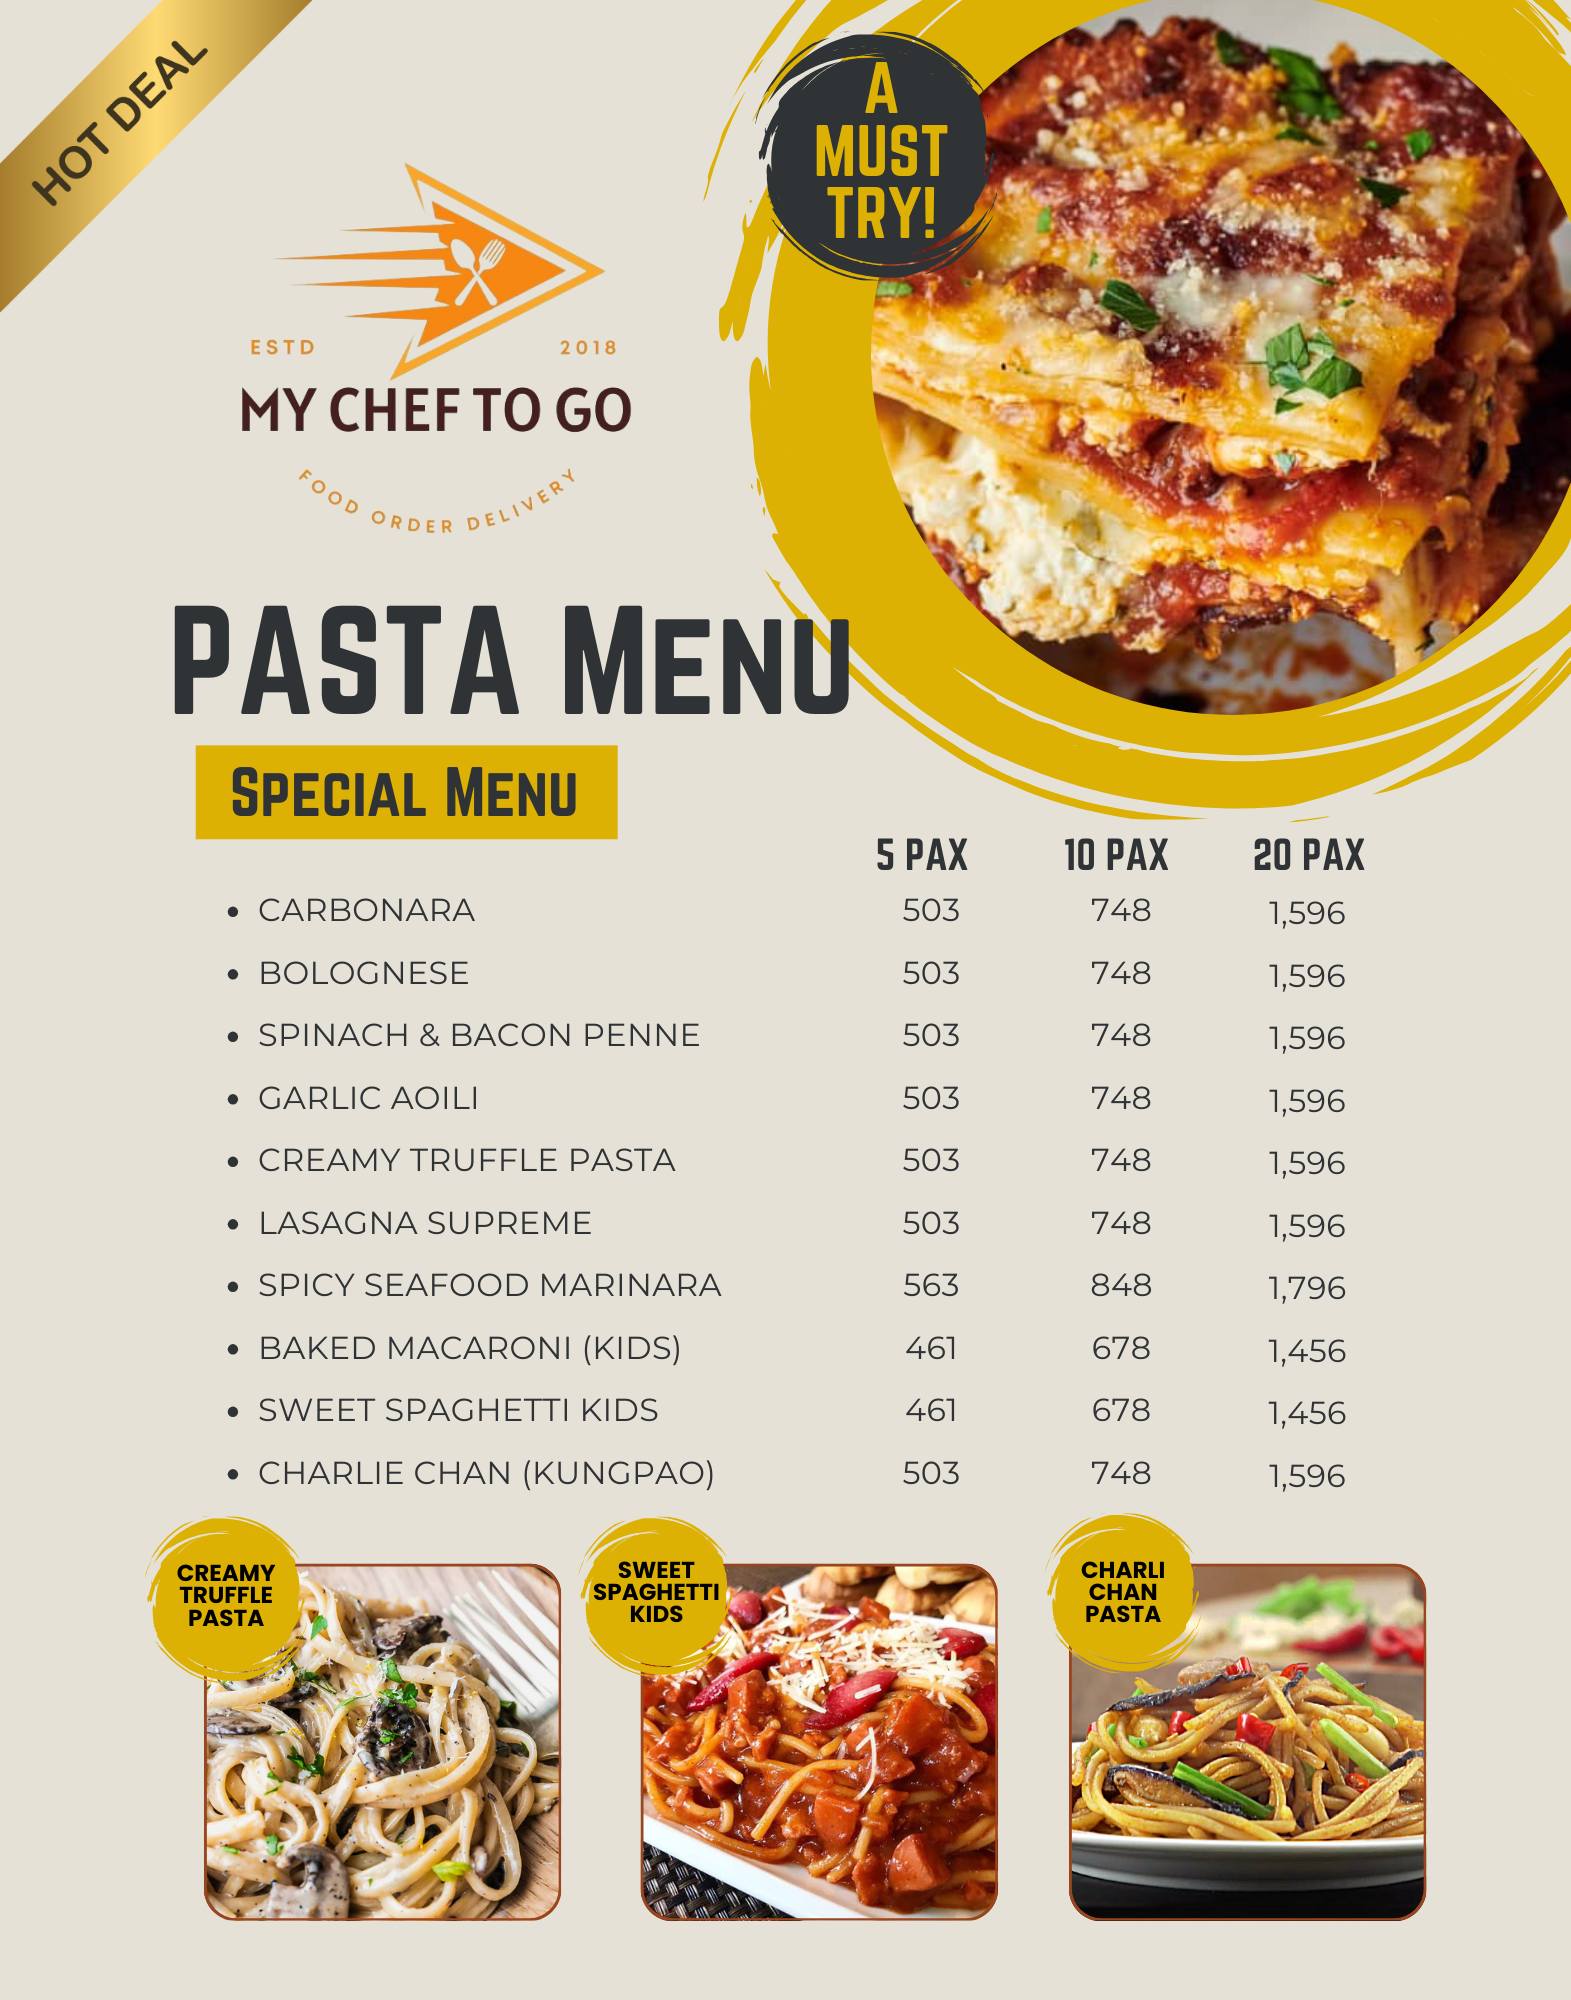 HOT DEAL
A
MUST
TRY!
ESTD 2018
MY CHEF TO GO
FOOD ORDER DELIVERY
PASTA MENU
SPECIAL MENU
5 PAX 10 PAX 20 PAX
• CARBONARA 503 748 1,596
• BOLOGNESE 503 748 1,596
• SPINACH & BACON PENNE 503 748 1,596
• GARLIC AOILI 503 748 1,596
• CREAMY TRUFFLE PASTA 503 748 1,596
• LASAGNA SUPREME 503 748 1,596
• SPICY SEAFOOD MARINARA 563 848 1,796
• BAKED MACARONI (KIDS) 461 678 1,456
• SWEET SPAGHETTI KIDS 461 678 1,456
• CHARLIE CHAN (KUNGPAO) 503 748 1,596
CREAMY
TRUFFLE
PASTA
SWEET
SPAGHETTI
KIDS
CHARLI
CHAN
PASTA